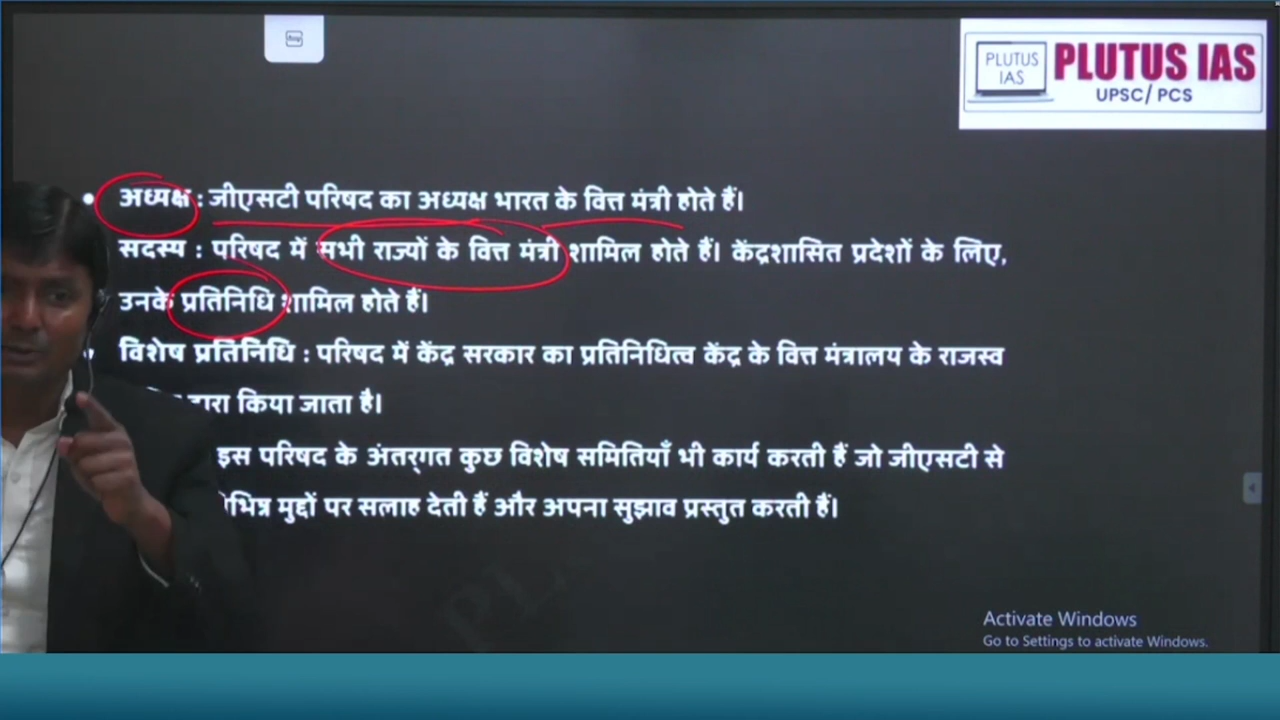 PLUTUS IAS
PLUTUS IAS
UPSC/ PCS
• अध्यक्ष : जीएसटी परिषद का अध्यक्ष भारत के वित्त मंत्री होते हैं।
सदस्य : परिषद में सभी राज्यों के वित्त मंत्री शामिल होते हैं। केंद्रशासित प्रदेशों के लिए,
उनके प्रतिनिधि शामिल होते हैं।
विशेष प्रतिनिधि : परिषद में केंद्र सरकार का प्रतिनिधित्व केंद्र के वित्त मंत्रालय के राजस्व
किया जाता है।
इस परिषद के अंतर्गत कुछ विशेष समितियाँ भी कार्य करती हैं जो जीएसटी से
मुद्दों पर सलाह देती हैं और अपना सुझाव प्रस्तुत करती हैं।
Activate Windows
Go to Settings to activate Windows.